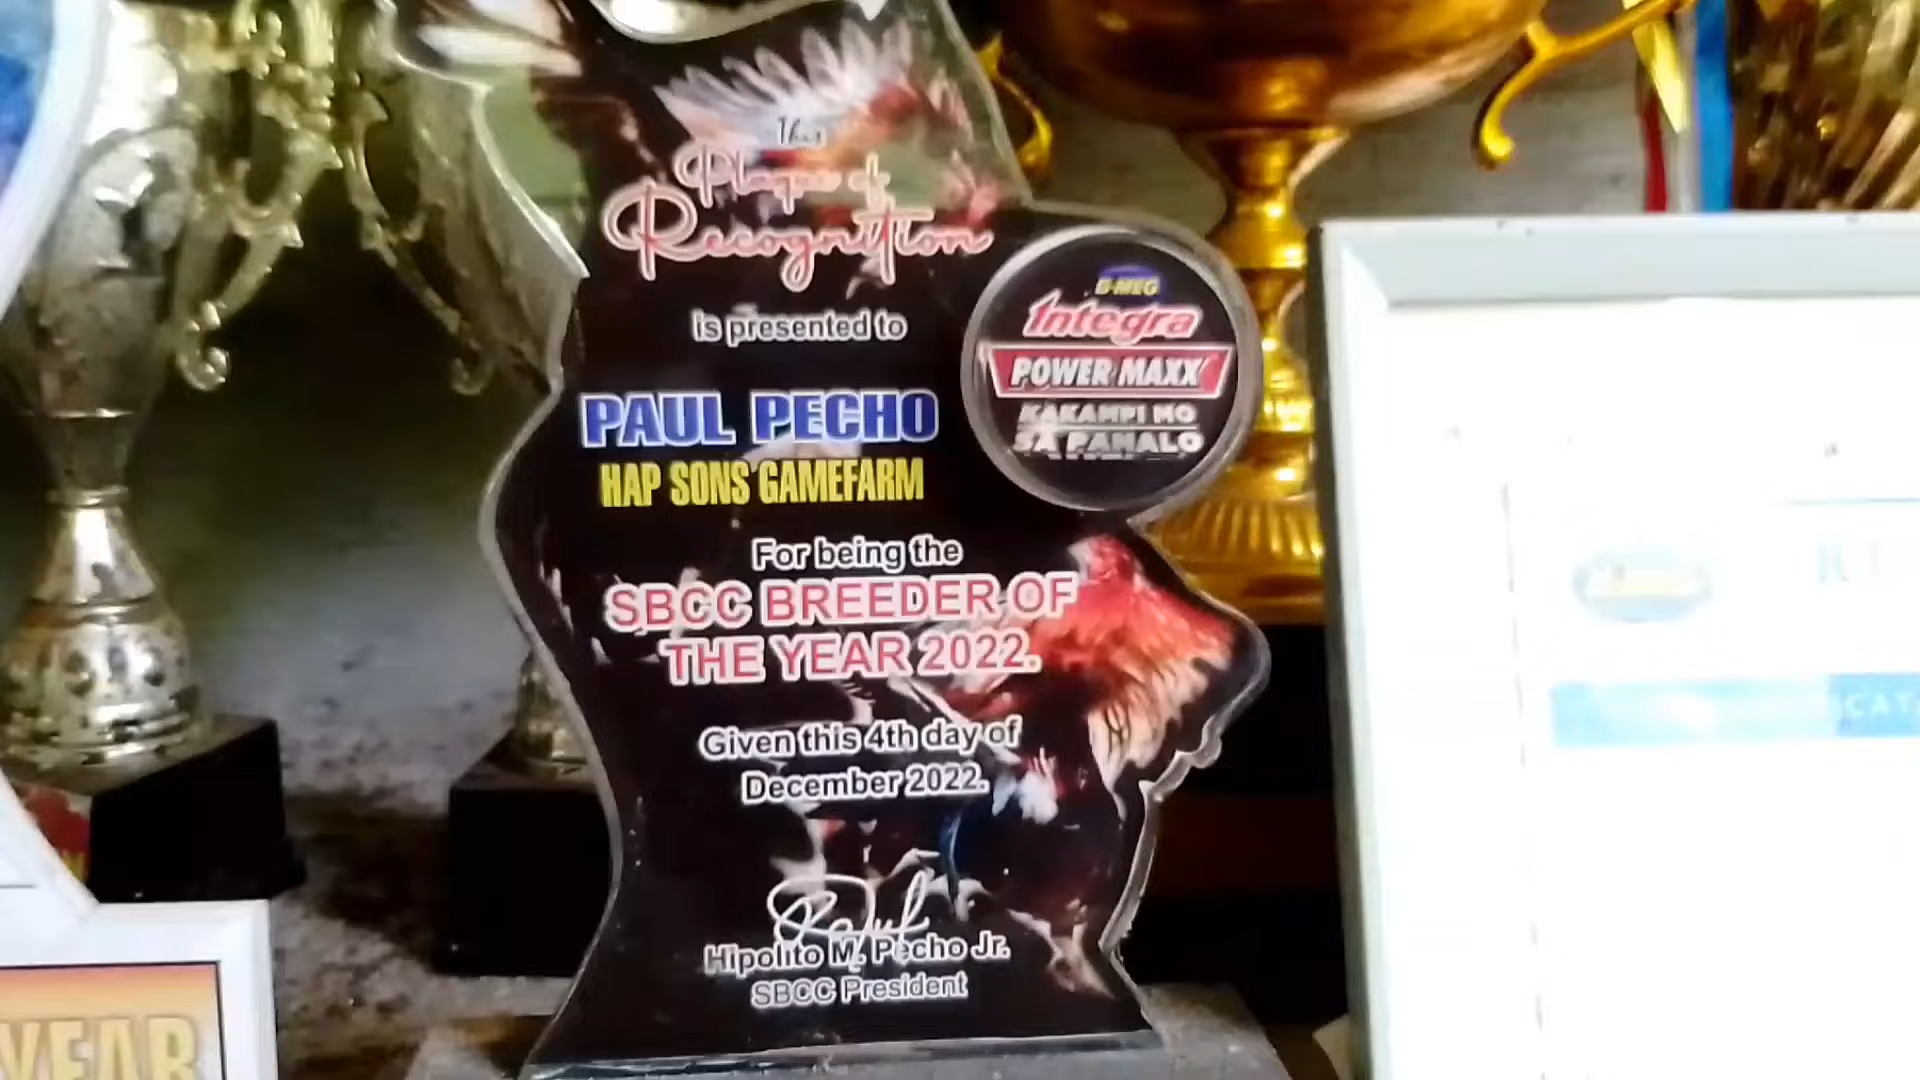 This
Plaque of
Recognition
is presented to
PAUL PECHO
HAP SONS GAMEFARM
For being the
SBCC BREEDER OF
THE YEAR 2022.
Given this 4th day of
December 2022.
Hipolito M. Pecho Jr.
SBCC President
B-MEG
Integra
POWER MAXX
KAKAMPI MO
SA PANALO
YEAR